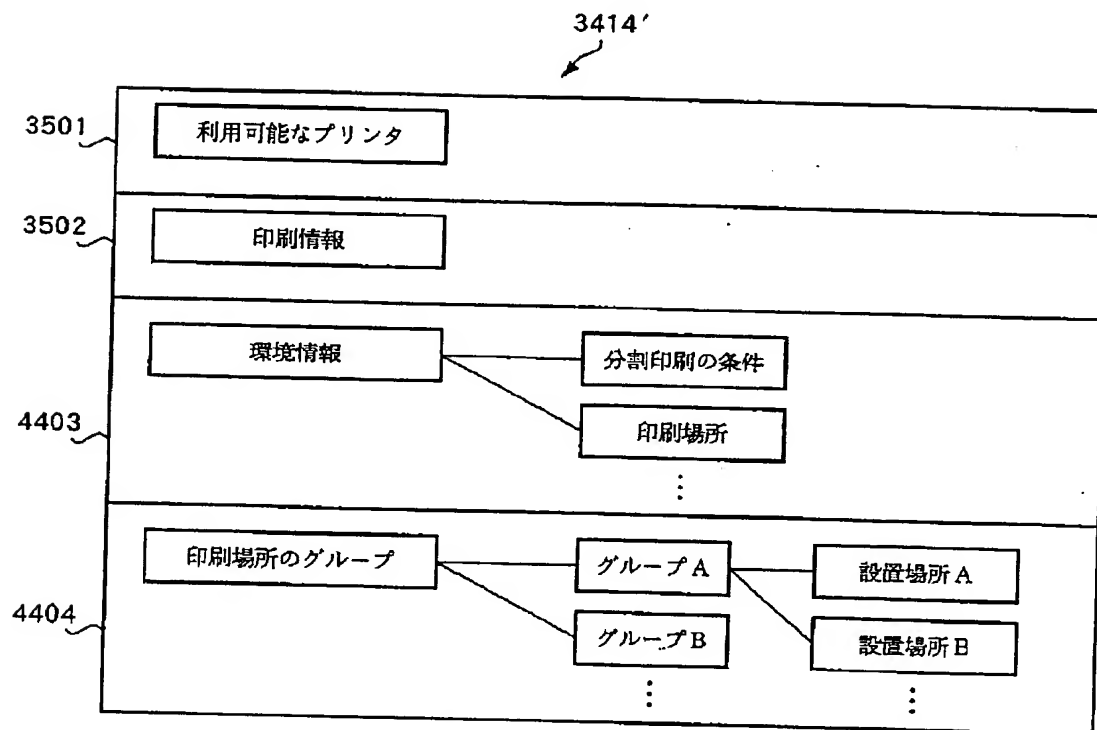 3414′
3501
利用可能なプリンタ
3502
印刷情報
環境情報
分割印刷の条件
4403
印刷場所
印刷場所のグループ
グループA
設置場所A
4404
グループB
設置場所B